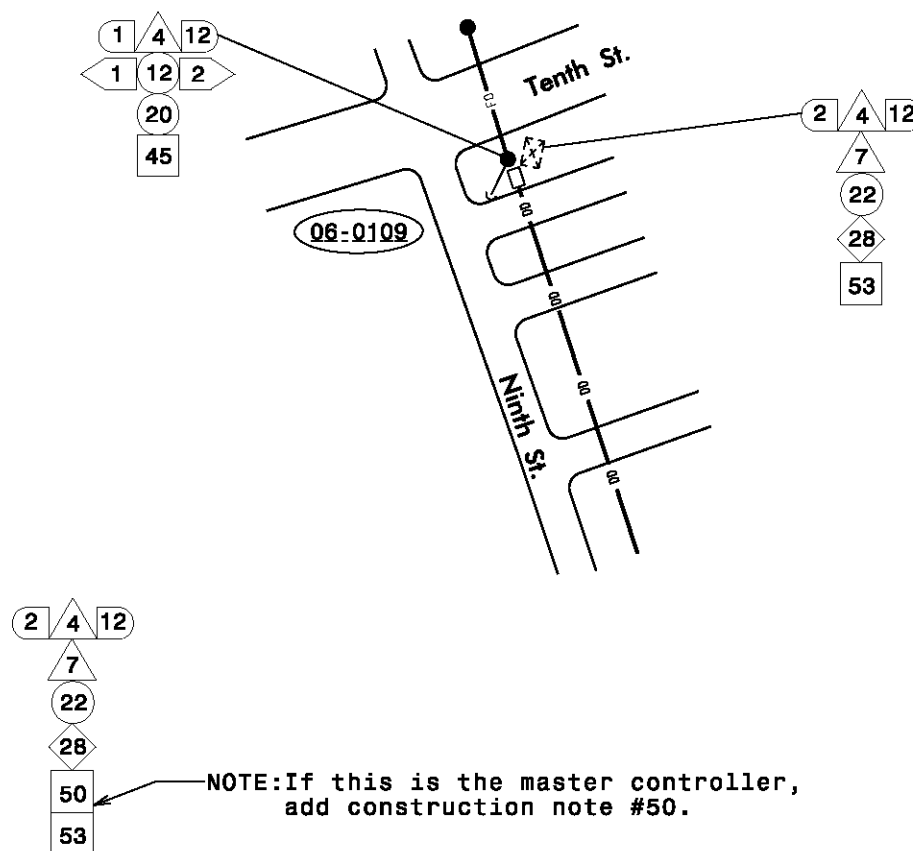 1 4 12
1 12 2
20
45
Tenth St.
2 4 12
7
22
28
53
06-0109
Ninth St.
2 4 12
7
22
28
50
53
NOTE:If this is the master controller,
add construction note #50.